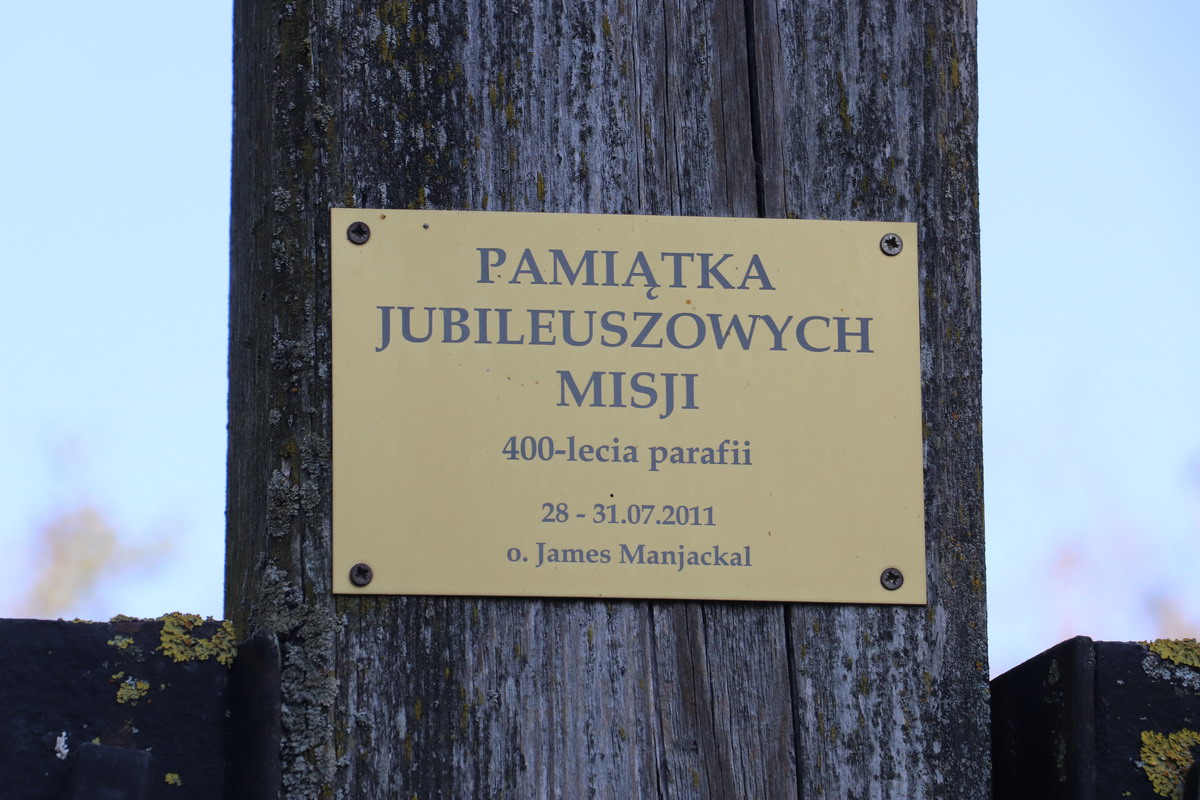 PAMIĄTKA
JUBILEUSZOWYCH
MISJI
400-lecia parafii
28 - 31.07.2011
o. James Manjackal